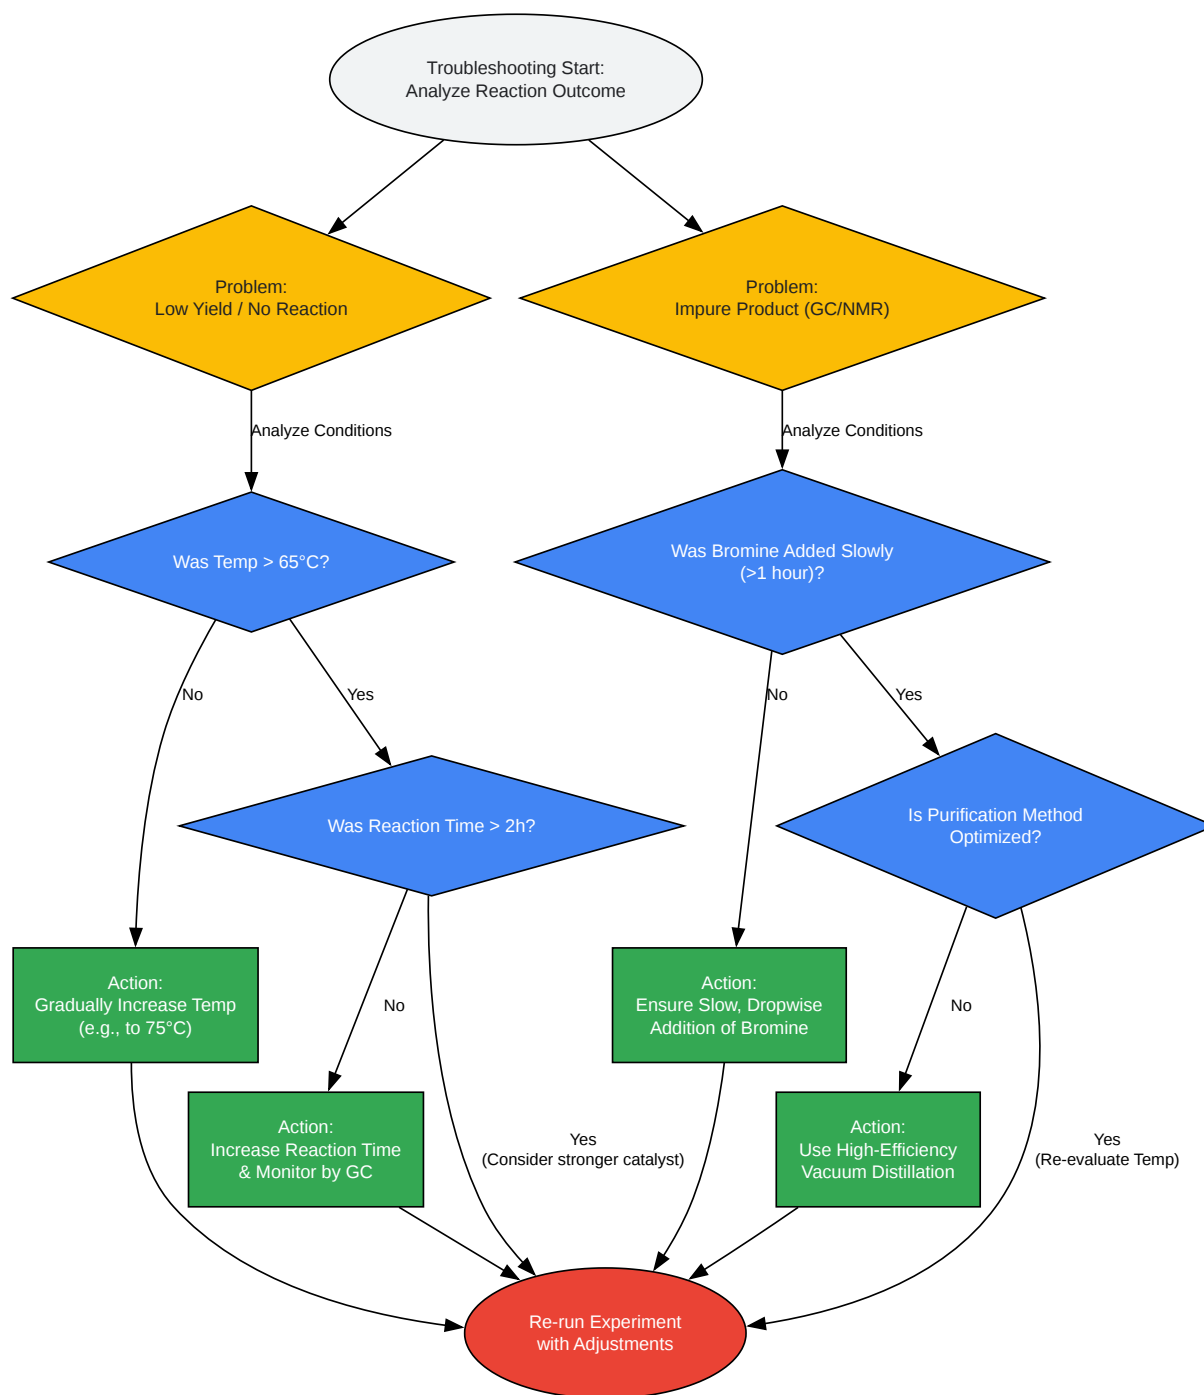 Troubleshooting Start:
Analyze Reaction Outcome
Problem:
Low Yield / No Reaction
Problem:
Impure Product (GC/NMR)
Analyze Conditions
Analyze Conditions
Was Temp > 65°C?
Was Bromine Added Slowly
(>1 hour)?
No
Yes
No
Yes
Was Reaction Time > 2h?
Is Purification Method
Optimized?
Action:
Gradually Increase Temp
(e.g., to 75°C)
No
Action:
Ensure Slow, Dropwise
Addition of Bromine
No
Action:
Increase Reaction Time
& Monitor by GC
Yes
(Consider stronger catalyst)
Action:
Use High-Efficiency
Vacuum Distillation
Yes
(Re-evaluate Temp)
Re-run Experiment
with Adjustments